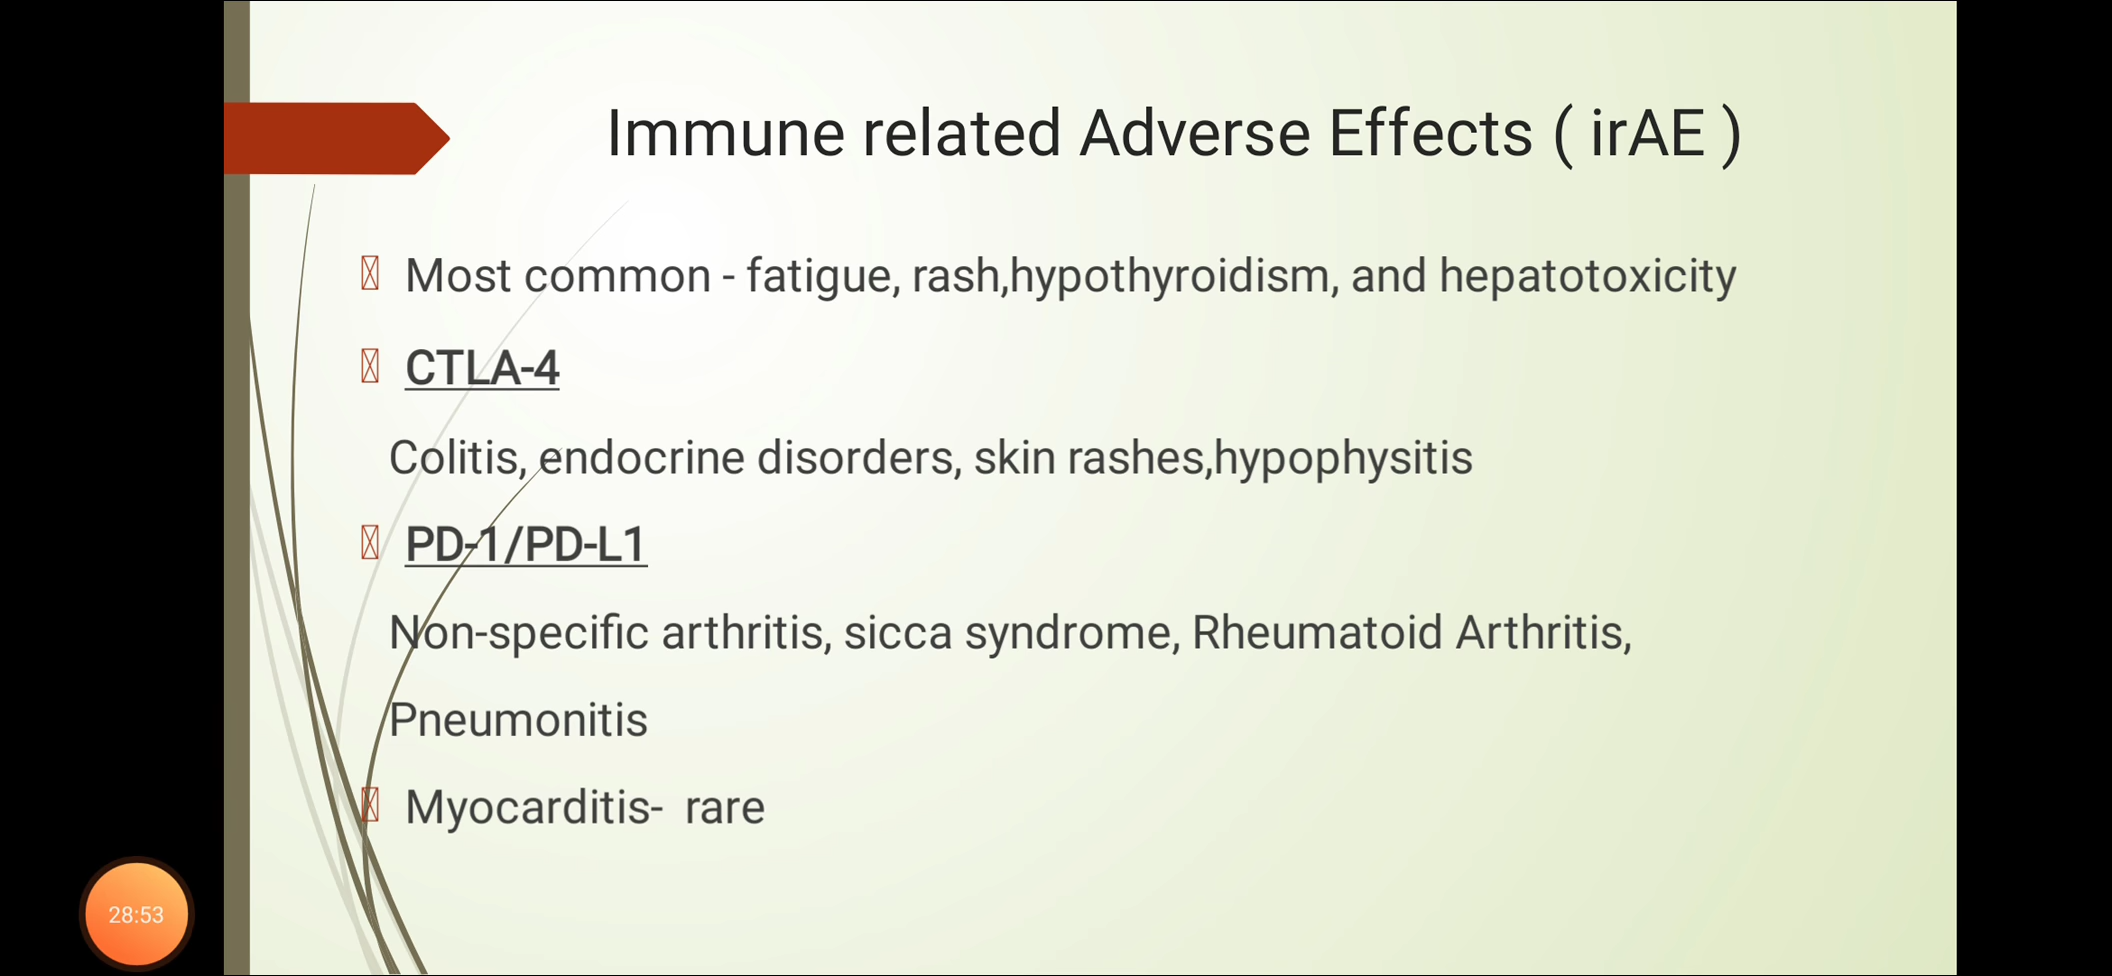 Immune related Adverse Effects ( irAE )
Most common - fatigue, rash,hypothyroidism, and hepatotoxicity
CTLA-4
Colitis, endocrine disorders, skin rashes,hypophysitis
PD-1/PD-L1
Non-specific arthritis, sicca syndrome, Rheumatoid Arthritis,
Pneumonitis
Myocarditis-  rare
28:53